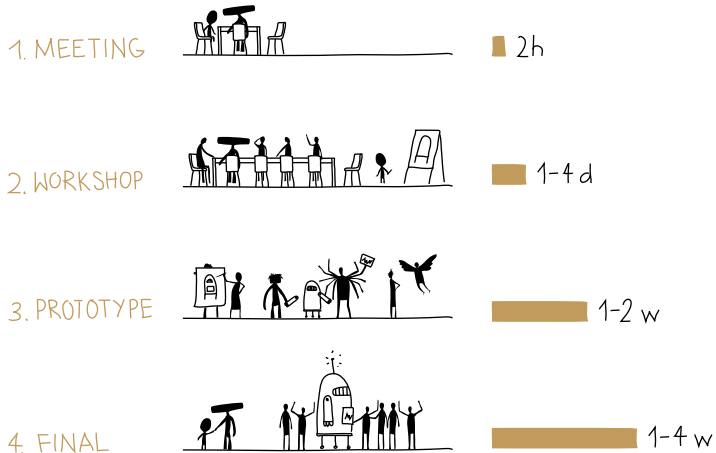 1. MEETING
2h
2. WORKSHOP
1-4 d
3. PROTOTYPE
1-2 w
4. FINAL
1-4 w